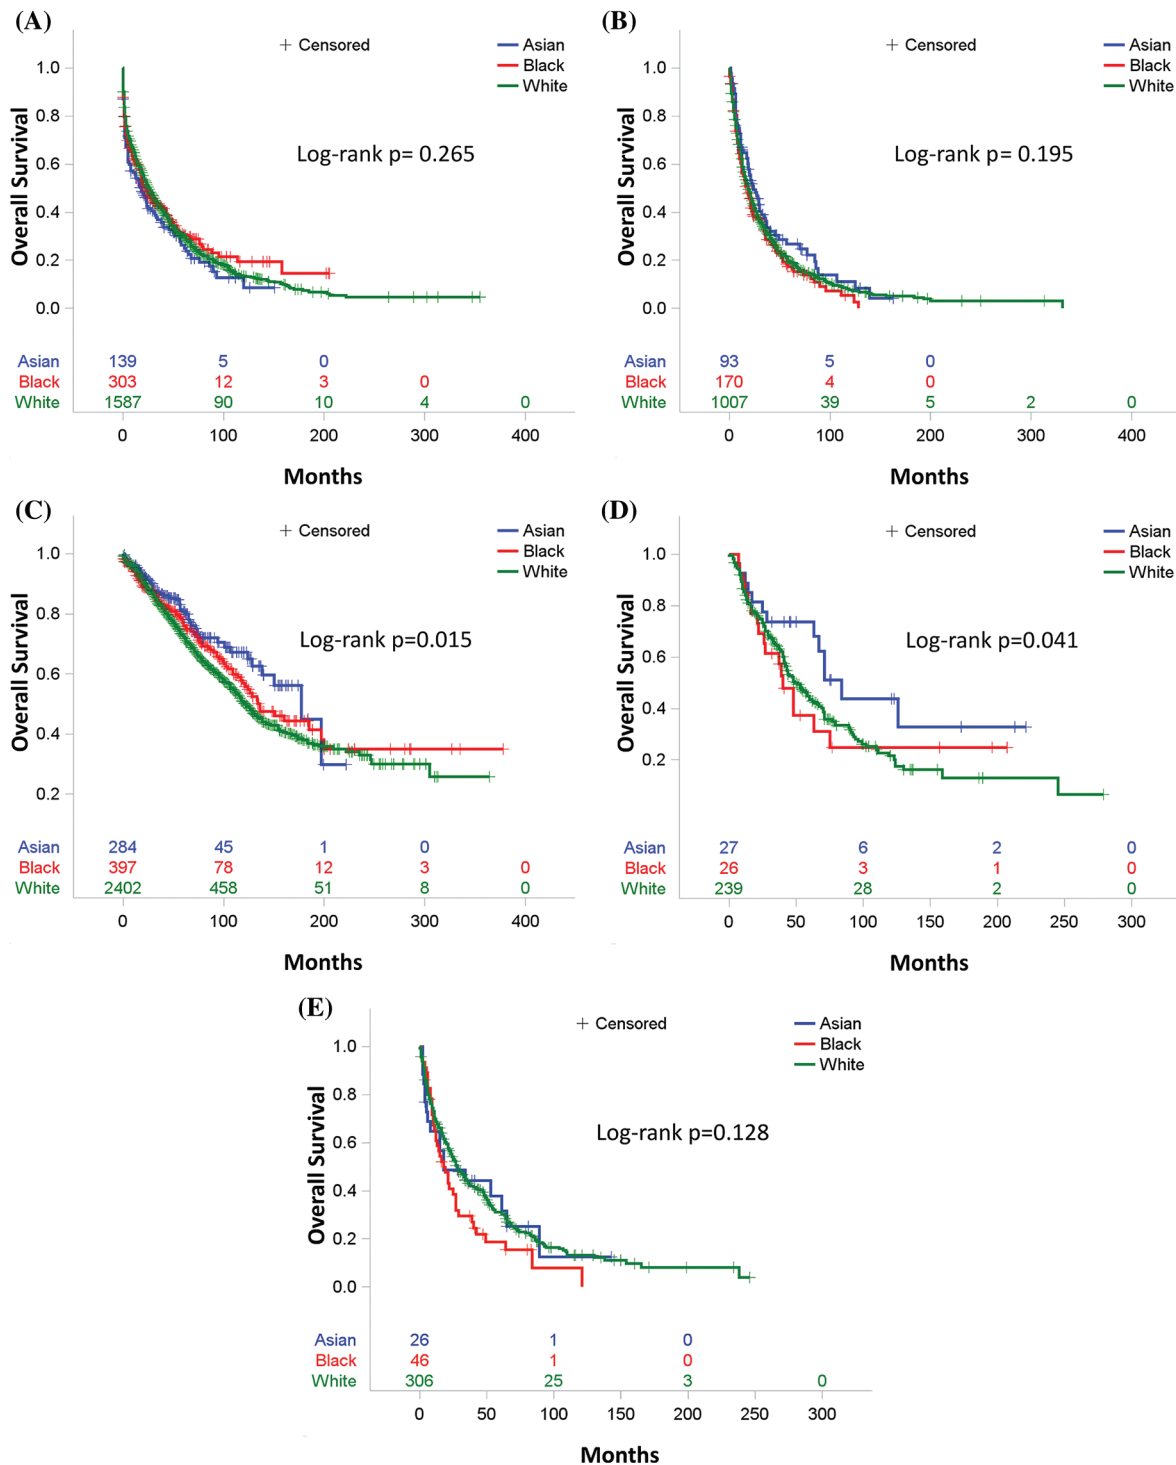 (A)
Censored
Asian
Black
White
Overall Survival
1.0
0.8
0.6
0.4
0.2
0.0
Log-rank p= 0.265
Asian 139 5 0
Black 303 12 3 0
White 1587 90 10 4 0
0 100 200 300 400
Months
(B)
Censored
Asian
Black
White
Overall Survival
1.0
0.8
0.6
0.4
0.2
0.0
Log-rank p= 0.195
Asian 93 5 0
Black 170 4 0
White 1007 39 5 2 0
0 100 200 300 400
Months
(C)
Censored
Asian
Black
White
Overall Survival
1.0
0.8
0.6
0.4
0.2
Log-rank p=0.015
Asian 284 45 1 0
Black 397 78 12 3 0
White 2402 458 51 8 0
0 100 200 300 400
Months
(D)
Censored
Asian
Black
White
Overall Survival
1.0
0.8
0.6
0.4
0.2
Log-rank p=0.041
Asian 27 6 2 0
Black 26 3 1 0
White 239 28 2 0
0 50 100 150 200 250 300
Months
(E)
Censored
Asian
Black
White
Overall Survival
1.0
0.8
0.6
0.4
0.2
0.0
Log-rank p=0.128
Asian 26 1 0
Black 46 1 0
White 306 25 3 0
0 50 100 150 200 250 300
Months